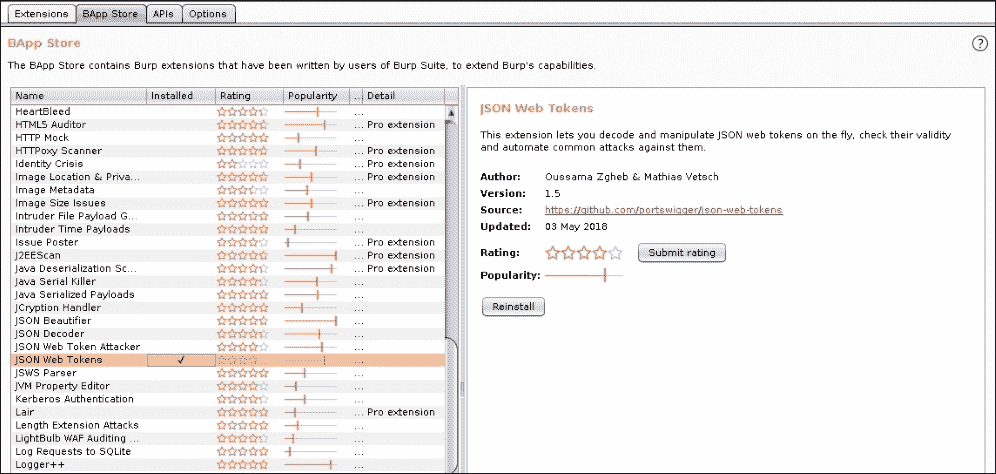 Extensions BApp Store APIs Options
BApp Store
?
The BApp Store contains Burp extensions that have been written by users of Burp Suite, to extend Burp's capabilities.
Name Installed Rating Popularity ... Detail
HeartBleed ...
HTML5 Auditor ... Pro extension
HTTP Mock ...
HTTPoxy Scanner ... Pro extension
Identity Crisis ... Pro extension
Image Location & Priva... ... Pro extension
Image Metadata ...
Image Size Issues ... Pro extension
Intruder File Payload G... ...
Intruder Time Payloads ...
Issue Poster ... Pro extension
J2EEScan ... Pro extension
Java Deserialization Sc... ... Pro extension
Java Serial Killer ...
Java Serialized Payloads ...
JCryption Handler ...
JSON Beautifier ...
JSON Decoder ...
JSON Web Token Attacker ...
JSON Web Tokens ✓ ...
JSWS Parser ...
JVM Property Editor ...
Kerberos Authentication ...
Lair ... Pro extension
Length Extension Attacks ...
LightBulb WAF Auditing ... ...
Log Requests to SQLite ...
Logger++ ...
JSON Web Tokens
This extension lets you decode and manipulate JSON web tokens on the fly, check their validity
and automate common attacks against them.
Author: Oussama Zgheb & Mathias Vetsch
Version: 1.5
Source: https://github.com/portswigger/json-web-tokens
Updated: 03 May 2018
Rating: Submit rating
Popularity:
Reinstall